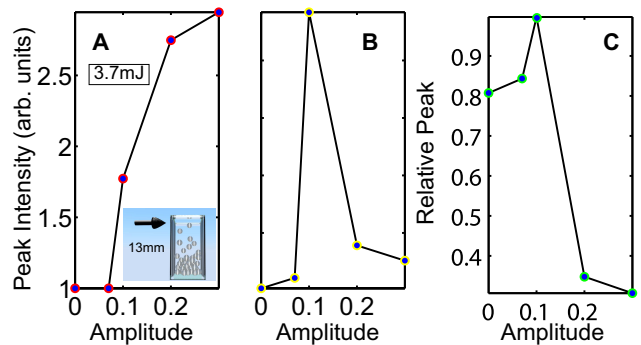 A
B
C
3.7mJ
Peak Intensity (arb. units)
2.5
2
1.5
1
13mm
0 0.1 0.2
Amplitude
0 0.1 0.2
Amplitude
Relative Peak
0.9
0.8
0.7
0.6
0.5
0.4
0 0.1 0.2
Amplitude